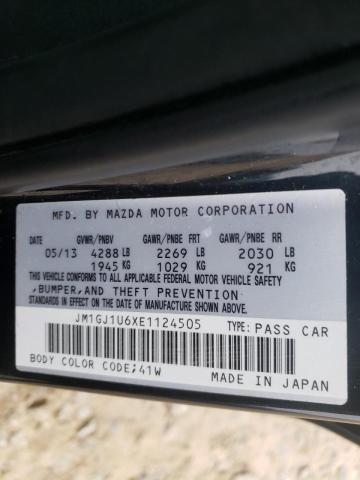 MFD. BY MAZDA MOTOR CORPORATION
DATE GVWR/PNBV GAWR/PNBE FRT GAWR/PNBE RR
05/13 4288 LB 2269 LB 2030 LB
1945 KG 1029 KG 921 KG
THIS VEHICLE CONFORMS TO ALL APPLICABLE FEDERAL MOTOR VEHICLE SAFETY
,BUMPER,AND THEFT PREVENTION
STANDARDS IN EFFECT ON THE DATE OF MANUFACTURE SHOWN ABOVE.
JM1GJ1U6XE1124505 TYPE: PASS CAR
BODY COLOR CODE;41W
MADE IN JAPAN